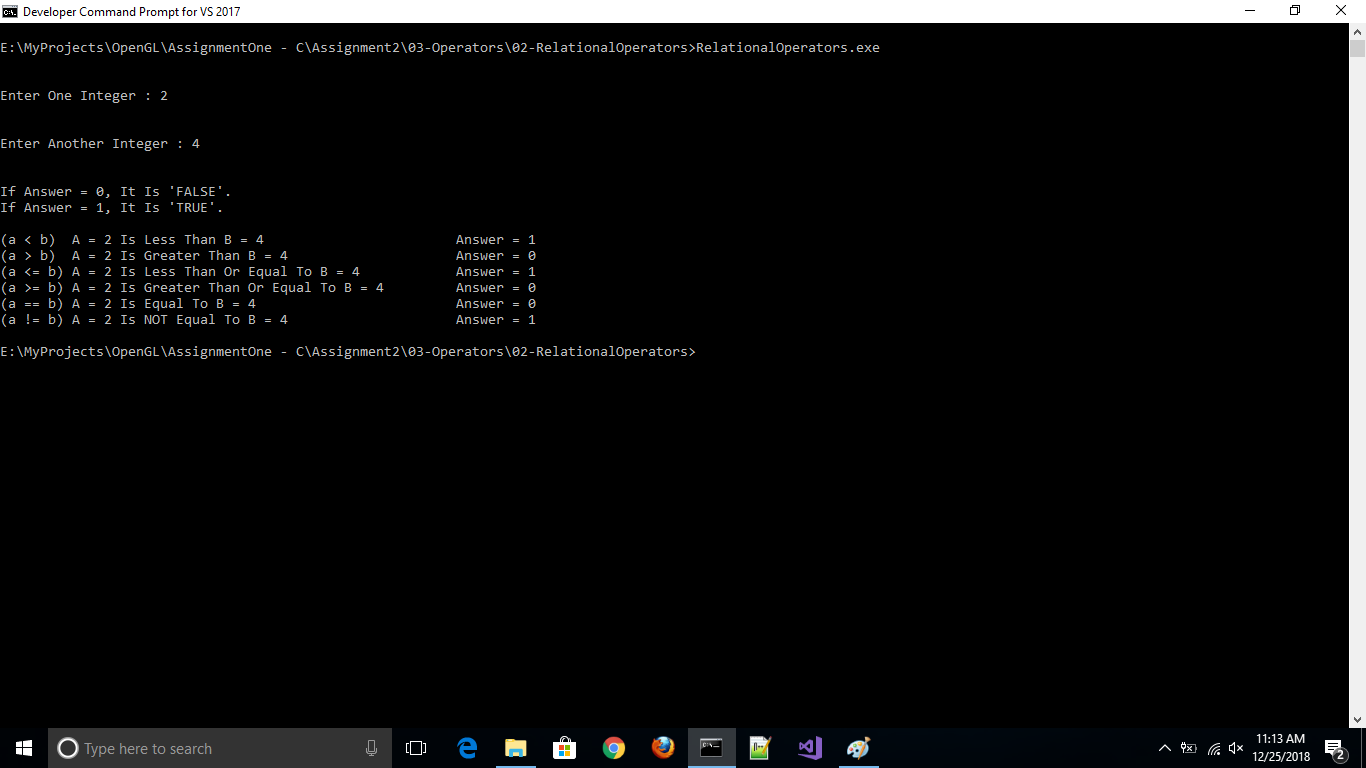 Developer Command Prompt for VS 2017
E:\MyProjects\OpenGL\AssignmentOne - C\Assignment2\03-Operators\02-RelationalOperators>RelationalOperators.exe
Enter One Integer : 2
Enter Another Integer : 4
If Answer = 0, It Is 'FALSE'.
If Answer = 1, It Is 'TRUE'.
(a < b)  A = 2 Is Less Than B = 4                        Answer = 1
(a > b)  A = 2 Is Greater Than B = 4                     Answer = 0
(a <= b) A = 2 Is Less Than Or Equal To B = 4            Answer = 1
(a >= b) A = 2 Is Greater Than Or Equal To B = 4         Answer = 0
(a == b) A = 2 Is Equal To B = 4                         Answer = 0
(a != b) A = 2 Is NOT Equal To B = 4                     Answer = 1
E:\MyProjects\OpenGL\AssignmentOne - C\Assignment2\03-Operators\02-RelationalOperators>
Type here to search
11:13 AM
12/25/2018
2